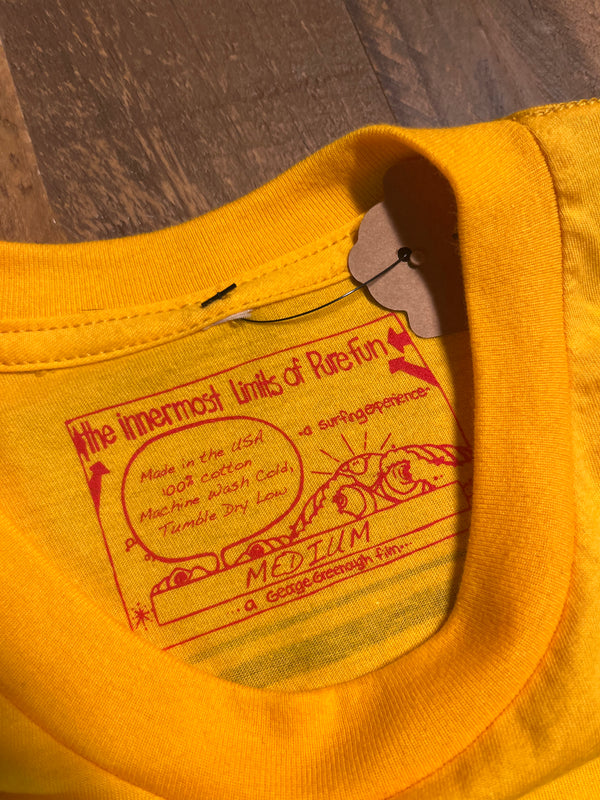 the innermost Limits of Pure Fun
-a surfing experience-
Made in the USA
100% cotton
Machine Wash Cold,
Tumble Dry Low
MEDIUM
...a George Greenough film...